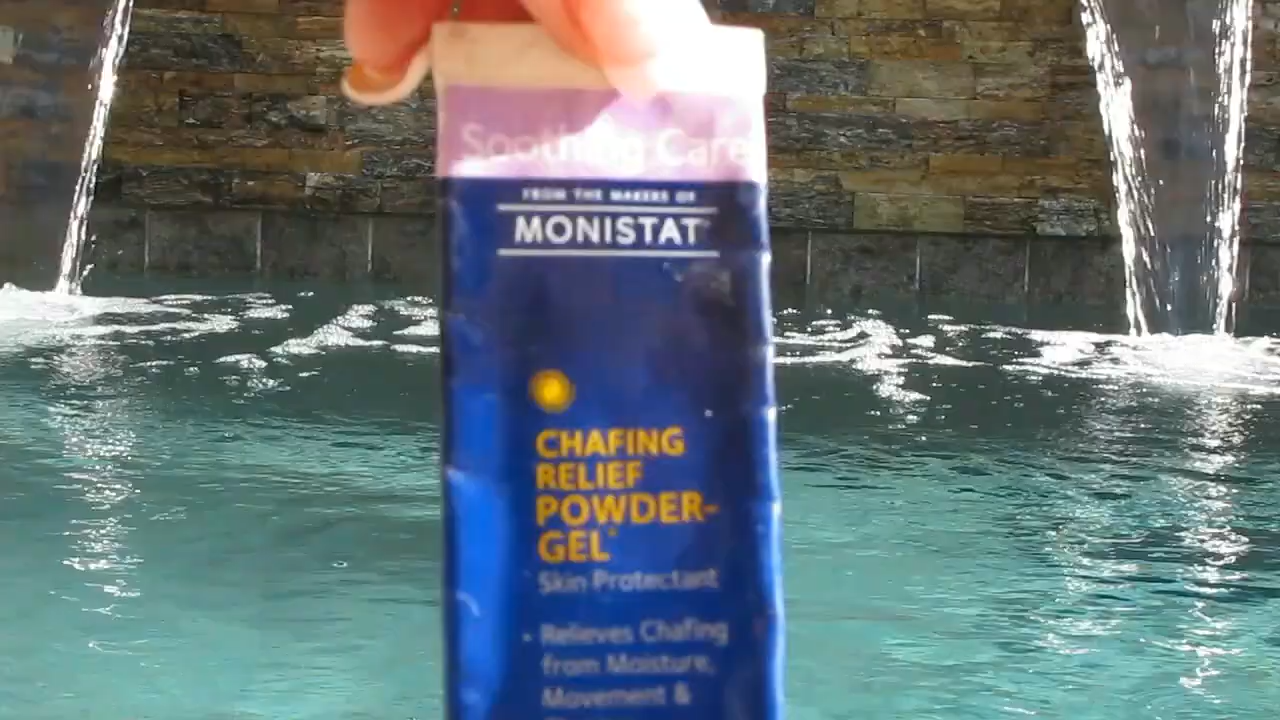 Soothing Care
FROM THE MAKERS OF
MONISTAT
CHAFING
RELIEF
POWDER-
GEL
Skin Protectant
• Relieves Chafing
from Moisture,
Movement &